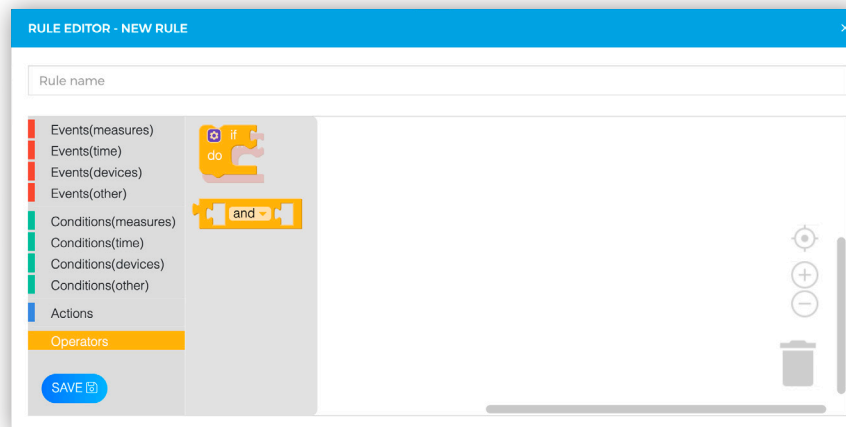 RULE EDITOR - NEW RULE
Rule name
Events(measures)
Events(time)
Events(devices)
Events(other)
Conditions(measures)
Conditions(time)
Conditions(devices)
Conditions(other)
Actions
Operators
SAVE
if
do
and